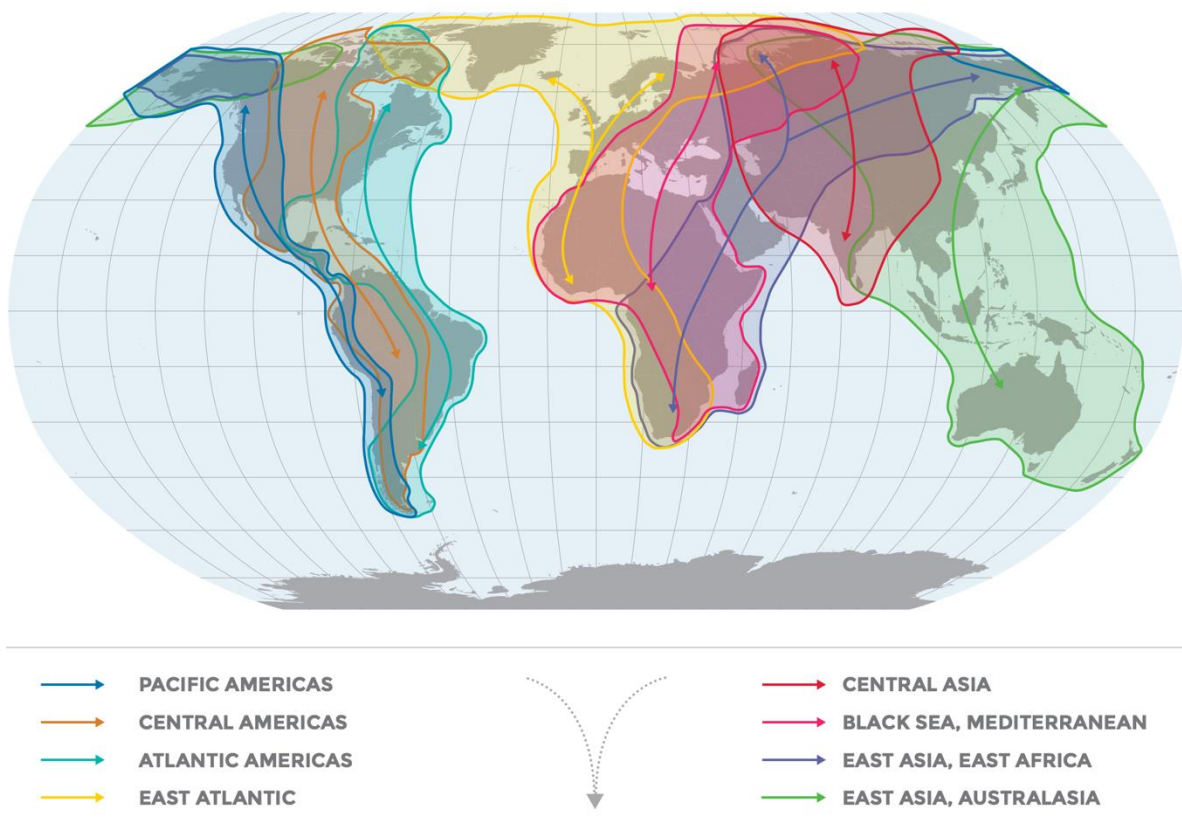 PACIFIC AMERICAS
CENTRAL AMERICAS
ATLANTIC AMERICAS
EAST ATLANTIC
CENTRAL ASIA
BLACK SEA, MEDITERRANEAN
EAST ASIA, EAST AFRICA
EAST ASIA, AUSTRALASIA